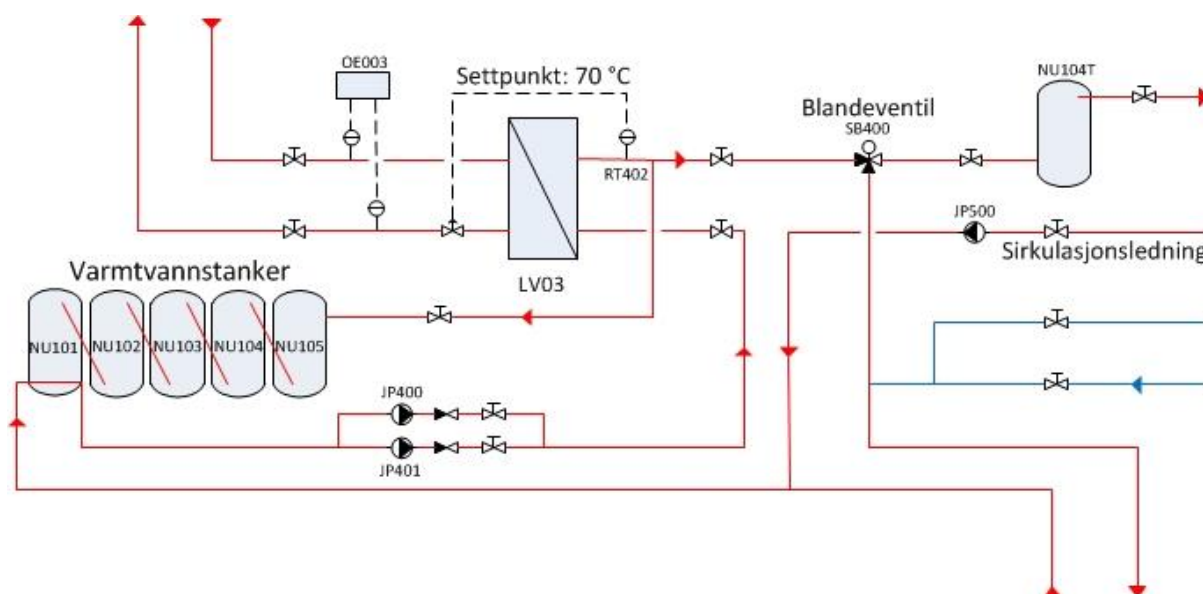 OE003
Settpunkt: 70 °C
NU104T
Blandeventil
SB400
RT402
JP500
Sirkulasjonsledning
Varmtvannstanker
LV03
NU101
NU102
NU103
NU104
NU105
JP400
JP401